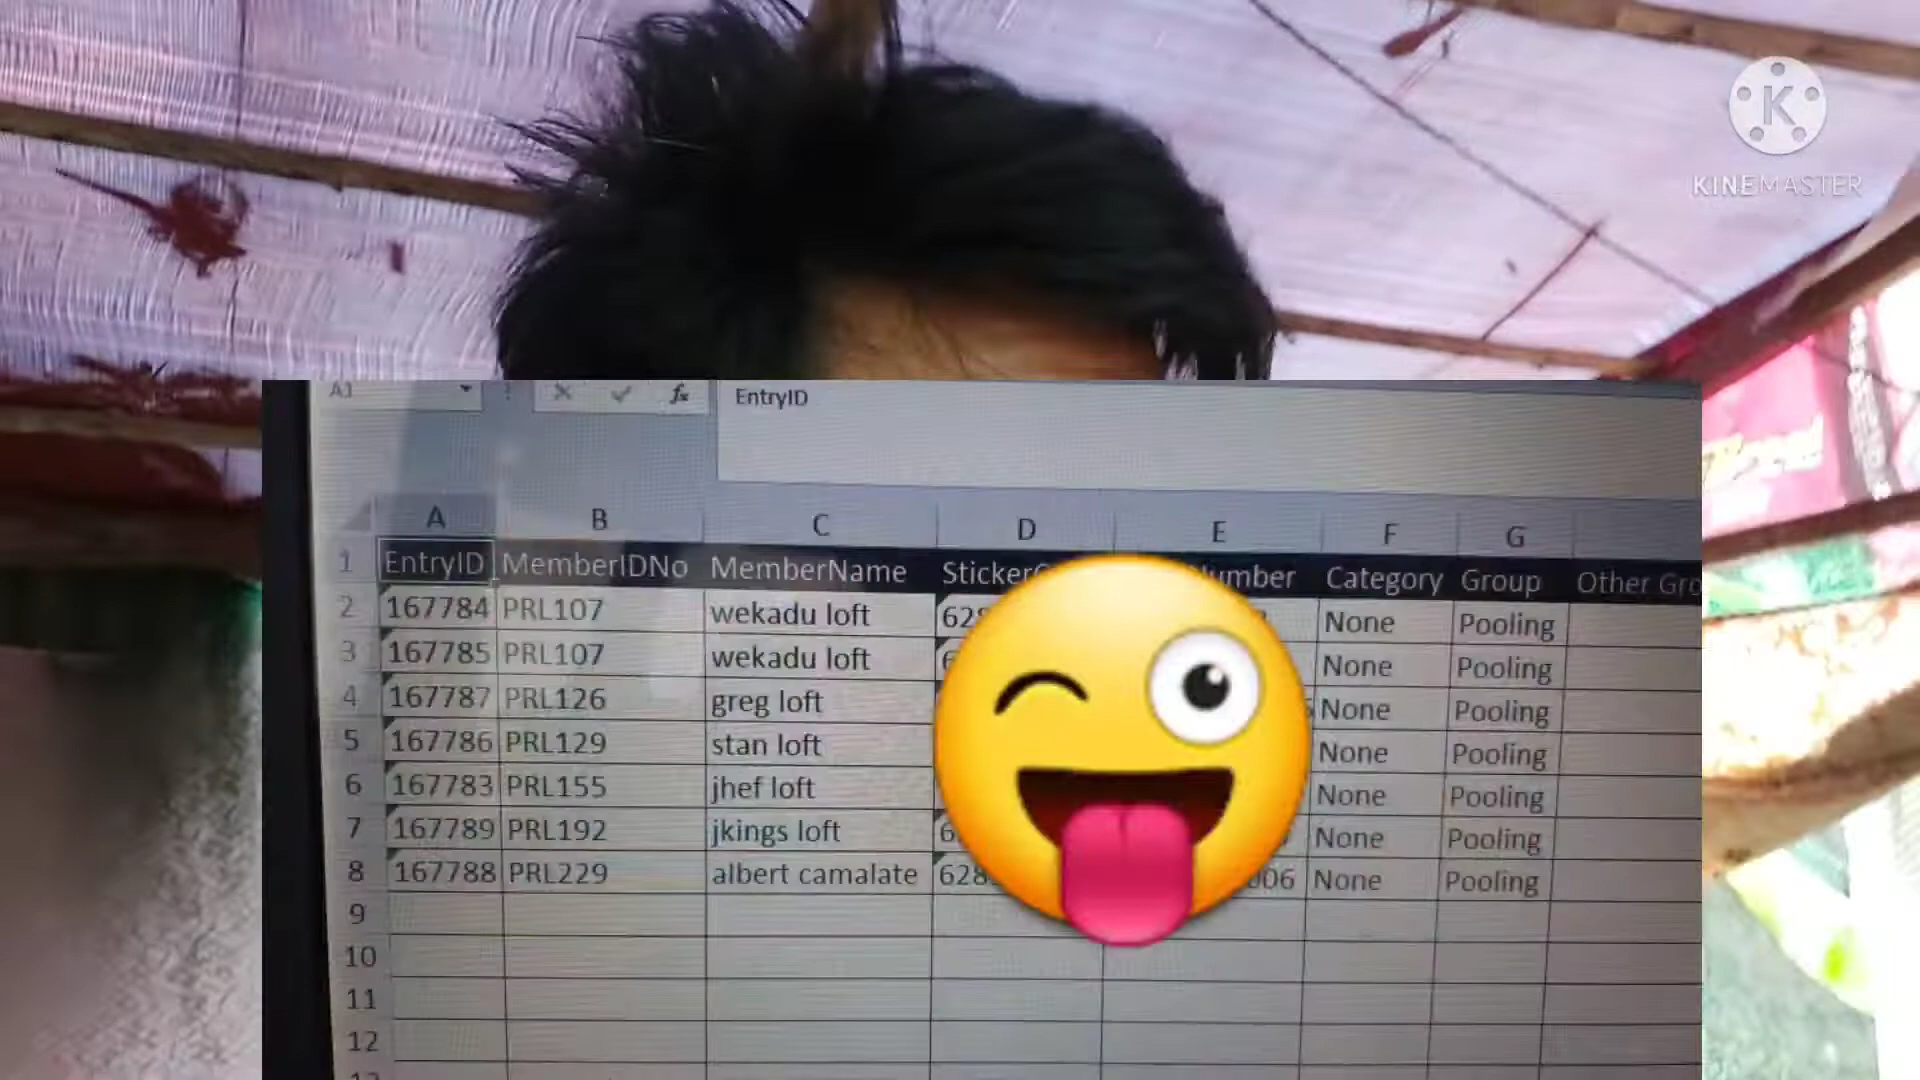 KINEMASTER
A1 fx EntryID
A B C D E F G
1 EntryID MemberIDNo MemberName Category Group Other
2 167784 PRL107 wekadu loft None Pooling
3 167785 PRL107 wekadu loft None Pooling
4 167787 PRL126 greg loft None Pooling
5 167786 PRL129 stan loft None Pooling
6 167783 PRL155 jhef loft None Pooling
7 167789 PRL192 jkings loft None Pooling
8 167788 PRL229 albert camalate None Pooling
9
10
11
12